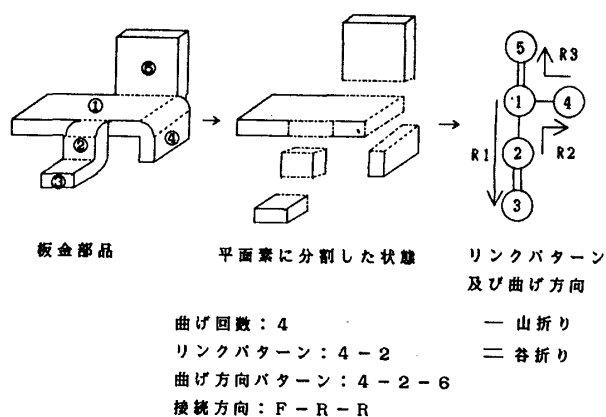 ⑤
①
②
③
④
5
1
4
2
3
R3
R2
R1
板金部品
平面素に分割した状態
リンクパターン
及び曲げ方向
曲げ回数：4
リンクパターン：4－2
曲げ方向パターン：4－2－6
接続方向：F－R－R
― 山折り
＝ 谷折り